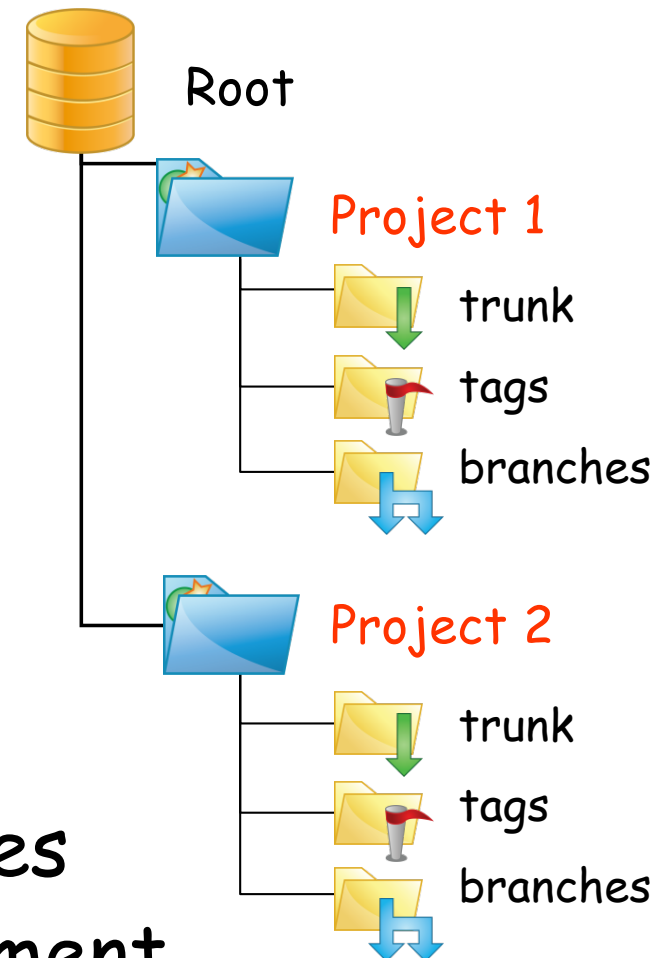 Root
Project 1
trunk
tags
branches
Project 2
trunk
tags
branches